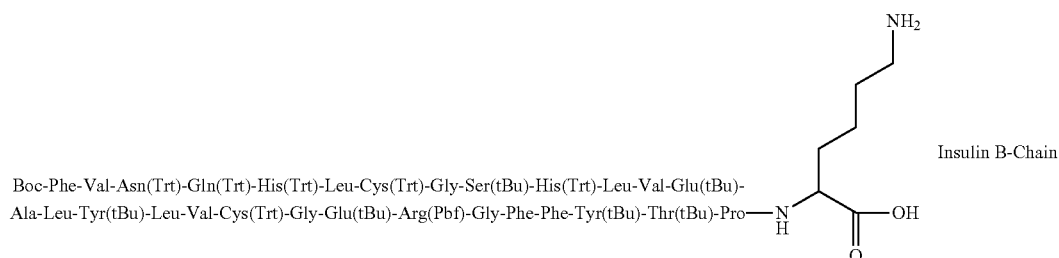 NH₂
Insulin B-Chain
Boc-Phe-Val-Asn(Trt)-Gln(Trt)-His(Trt)-Leu-Cys(Trt)-Gly-Ser(tBu)-His(Trt)-Leu-Val-Glu(tBu)-
Ala-Leu-Tyr(tBu)-Leu-Val-Cys(Trt)-Gly-Glu(tBu)-Arg(Pbf)-Gly-Phe-Phe-Tyr(tBu)-Thr(tBu)-Pro
N
H
OH
O